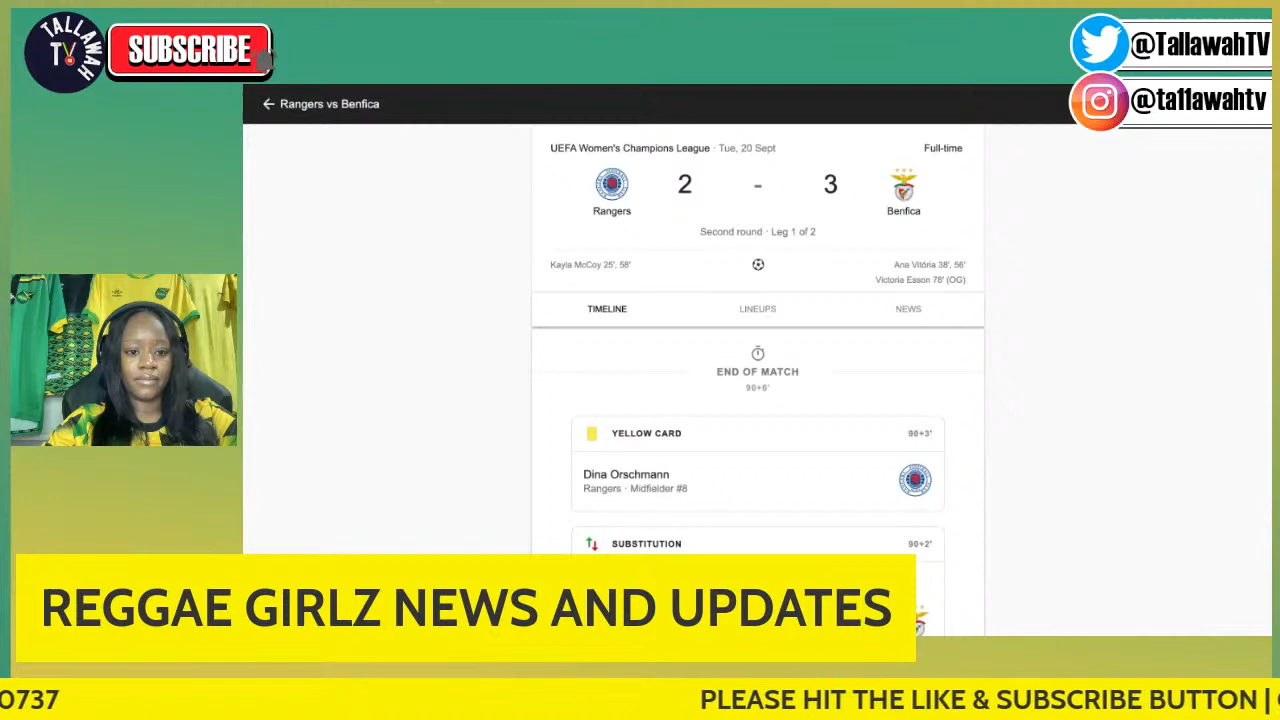 TALLAWAH
TV
SUBSCRIBE
@TallawahTV
@ta11awahtv
← Rangers vs Benfica
UEFA Women's Champions League · Tue, 20 Sept
Full-time
2 - 3
Rangers
Benfica
Second round · Leg 1 of 2
Kayla McCoy 25', 58'
Ana Vitória 38', 56'
Victoria Esson 78' (OG)
TIMELINE
LINEUPS
NEWS
END OF MATCH
90+6'
YELLOW CARD
90+3'
Dina Orschmann
Rangers · Midfielder #8
SUBSTITUTION
90+2'
REGGAE GIRLZ NEWS AND UPDATES
0737
PLEASE HIT THE LIKE & SUBSCRIBE BUTTON |